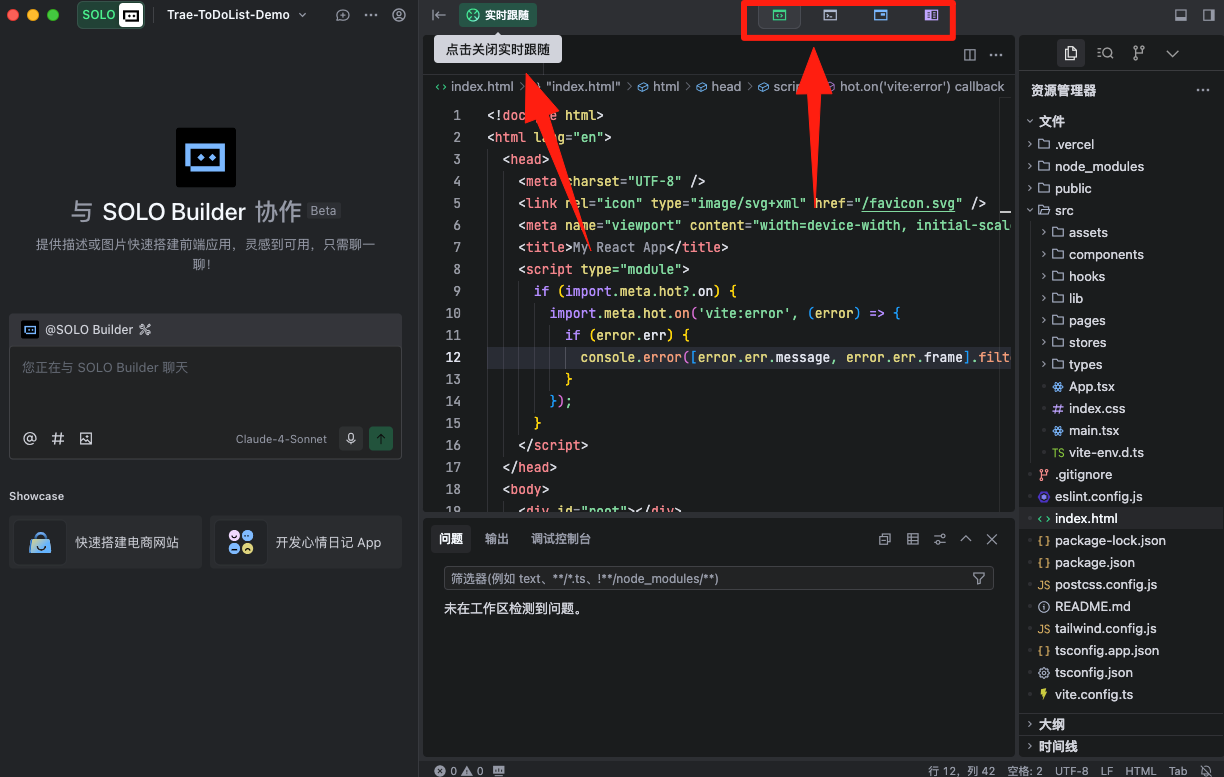 SOLO
Trae-ToDoList-Demo
实时跟随
点击关闭实时跟随
index.html
"index.html"
html
head
hot.on('vite:error') callback
与 SOLO Builder 协作 Beta
提供描述或图片快速搭建前端应用，灵感到可用，只需聊一
聊！
@SOLO Builder
您正在与 SOLO Builder 聊天
Claude-4-Sonnet
Showcase
快速搭建电商网站
开发心情日记 App
1 html>
2 <html lang="en">
3 <head>
4 <meta charset="UTF-8" />
5 <link rel="icon" type="image/svg+xml" href="/favicon.svg" />
6 <meta name="viewport" content="width=device-width, initial-scal
7 <title>My React App</title>
8 <script type="module">
9 if (import.meta.hot?.on) {
10 import.meta.hot.on('vite:error', (error) => {
11 if (error.err) {
12 console.error([error.err.message, error.err.frame].filt
13 }
14 });
15 }
16 </script>
17 </head>
18 <body>
19 <div id="root"></div>
问题 输出 调试控制台
筛选器(例如 text、**/*.ts、!**/node_modules/**)
未在工作区检测到问题。
资源管理器
文件
.vercel
node_modules
public
src
assets
components
hooks
lib
pages
stores
types
App.tsx
# index.css
main.tsx
TS vite-env.d.ts
.gitignore
eslint.config.js
<> index.html
{} package-lock.json
{} package.json
JS postcss.config.js
README.md
JS tailwind.config.js
{} tsconfig.app.json
tsconfig.json
vite.config.ts
大纲
时间线
0 0
行 12，列 42 空格: 2 UTF-8 LF HTML Tab